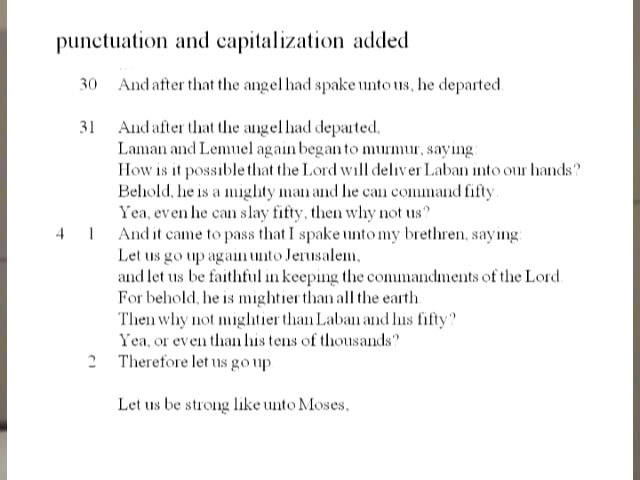 punctuation and capitalization added
30 And after that the angel had spake unto us, he departed.
31 And after that the angel had departed,
Laman and Lemuel again began to murmur, saying:
How is it possible that the Lord will deliver Laban into our hands?
Behold, he is a mighty man and he can command fifty.
Yea, even he can slay fifty, then why not us?
4 1 And it came to pass that I spake unto my brethren, saying:
Let us go up again unto Jerusalem,
and let us be faithful in keeping the commandments of the Lord.
For behold, he is mightier than all the earth.
Then why not mightier than Laban and his fifty?
Yea, or even than his tens of thousands?
2 Therefore let us go up.
Let us be strong like unto Moses,